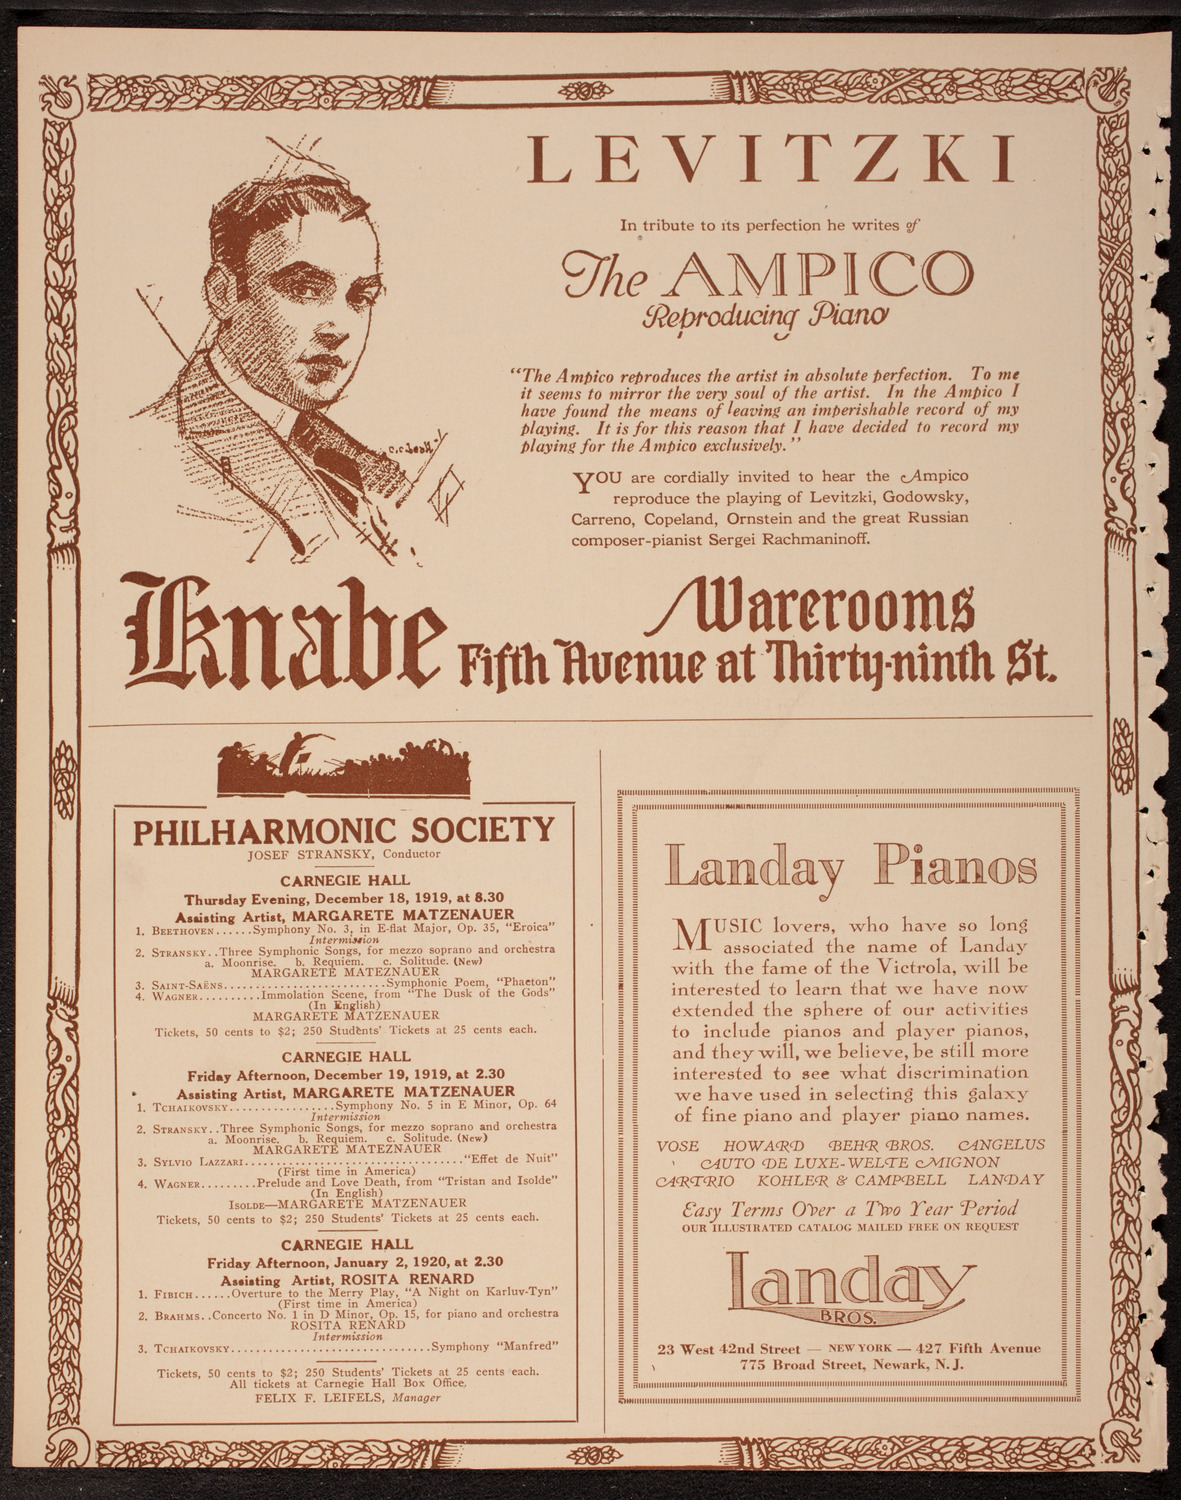 LEVITZKI
In tribute to its perfection he writes of
The AMPICO
Reproducing Piano
“The Ampico reproduces the artist in absolute perfection. To me
it seems to mirror the very soul of the artist. In the Ampico I
have found the means of leaving an imperishable record of my
playing. It is for this reason that I have decided to record my
playing for the Ampico exclusively.”
YOU are cordially invited to hear the Ampico
reproduce the playing of Levitzki, Godowsky,
Carreno, Copeland, Ornstein and the great Russian
composer-pianist Sergei Rachmaninoff.
Knabe Warerooms
Fifth Avenue at Thirty-ninth St.
PHILHARMONIC SOCIETY
JOSEF STRANSKY, Conductor
CARNEGIE HALL
Thursday Evening, December 18, 1919, at 8.30
Assisting Artist, MARGARETE MATZENAUER
1. BEETHOVEN......Symphony No. 3, in E-flat Major, Op. 35, “Eroica”
Intermission
2. STRANSKY..Three Symphonic Songs, for mezzo soprano and orchestra
a. Moonrise. b. Requiem. c. Solitude. (New)
MARGARETE MATEZNAUER
3. SAINT-SAËNS.........................Symphonic Poem, “Phaeton”
4. WAGNER..........Immolation Scene, from “The Dusk of the Gods”
(In English)
MARGARETE MATZENAUER
Tickets, 50 cents to $2; 250 Students’ Tickets at 25 cents each.
CARNEGIE HALL
Friday Afternoon, December 19, 1919, at 2.30
Assisting Artist, MARGARETE MATZENAUER
1. TCHAIKOVSKY.................Symphony No. 5 in E Minor, Op. 64
Intermission
2. STRANSKY..Three Symphonic Songs, for mezzo soprano and orchestra
a. Moonrise. b. Requiem. c. Solitude. (New)
MARGARETE MATEZNAUER
3. SYLVIO LAZZARI..................................“Effet de Nuit”
(First time in America)
4. WAGNER.........Prelude and Love Death, from “Tristan and Isolde”
(In English)
ISOLDE—MARGARETE MATZENAUER
Tickets, 50 cents to $2; 250 Students’ Tickets at 25 cents each.
CARNEGIE HALL
Friday Afternoon, January 2, 1920, at 2.30
Assisting Artist, ROSITA RENARD
1. FIBICH......Overture to the Merry Play, “A Night on Karluv-Tyn”
(First time in America)
2. BRAHMS..Concerto No. 1 in D Minor, Op. 15, for piano and orchestra
ROSITA RENARD
Intermission
3. TCHAIKOVSKY...............................Symphony “Manfred”
Tickets, 50 cents to $2; 250 Students’ Tickets at 25 cents each.
All tickets at Carnegie Hall Box Office.
FELIX F. LEIFELS, Manager
Landay Pianos
MUSIC lovers, who have so long
associated the name of Landay
with the fame of the Victrola, will be
interested to learn that we have now
extended the sphere of our activities
to include pianos and player pianos,
and they will, we believe, be still more
interested to see what discrimination
we have used in selecting this galaxy
of fine piano and player piano names.
VOSE HOWARD BEHR BROS. CANGELUS
CAUTO DE LUXE-WELTE MIGNON
CARTRIO KOHLER & CAMPBELL LANDAY
Easy Terms Over a Two Year Period
OUR ILLUSTRATED CATALOG MAILED FREE ON REQUEST
Landay
BROS.
23 West 42nd Street — NEW YORK — 427 Fifth Avenue
775 Broad Street, Newark, N. J.